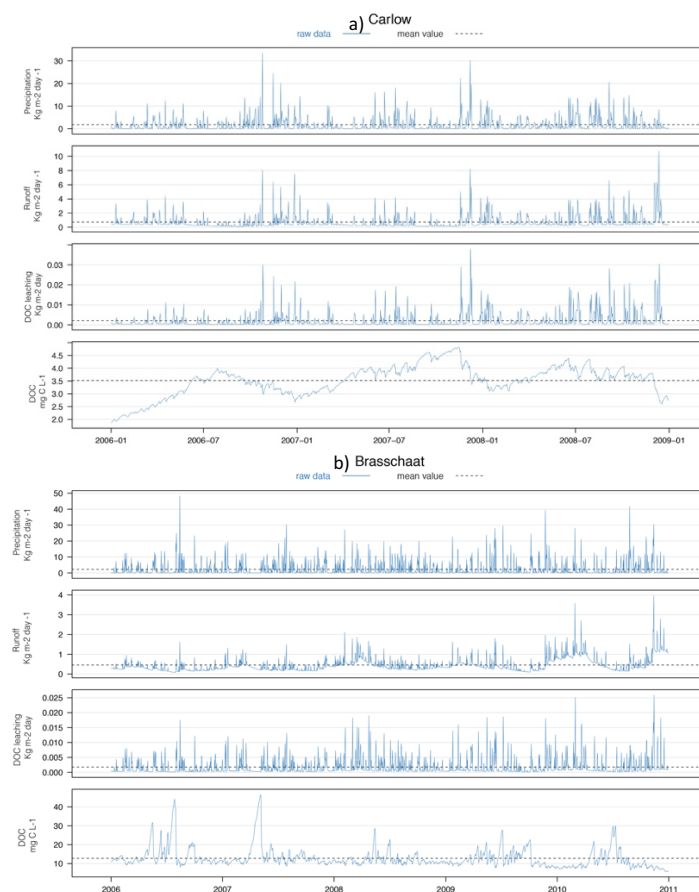 a) Carlow
raw data mean value
Precipitation
Kg m-2 day -1
30
20
10
0
Runoff
Kg m-2 day -1
10
8
6
4
2
0
DOC leaching
Kg m-2 day
0.03
0.02
0.01
0.00
DOC
mg C L-1
4.5
4.0
3.5
3.0
2.5
2.0
2006-01 2006-07 2007-01 2007-07 2008-01 2008-07 2009-01
b) Brasschaat
raw data mean value
Precipitation
Kg m-2 day -1
50
40
30
20
10
0
Runoff
Kg m-2 day -1
4
3
2
1
0
DOC leaching
Kg m-2 day
0.025
0.020
0.015
0.010
0.005
0.000
DOC
mg C L-1
40
30
20
10
2006 2007 2008 2009 2010 2011